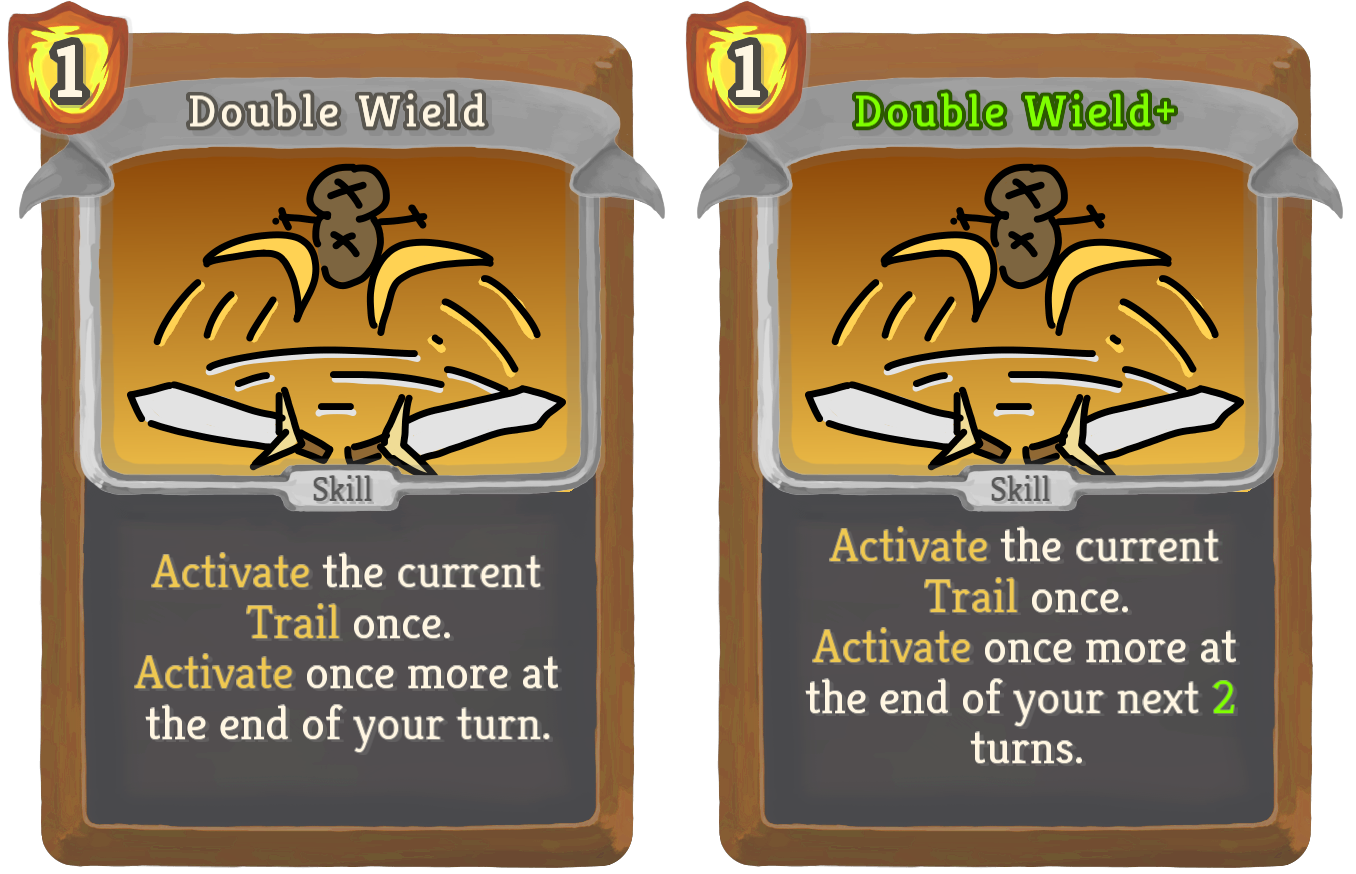 1
Double Wield
Skill
Activate the current
Trail once.
Activate once more at
the end of your turn.
1
Double Wield+
Skill
Activate the current
Trail once.
Activate once more at
the end of your next 2
turns.